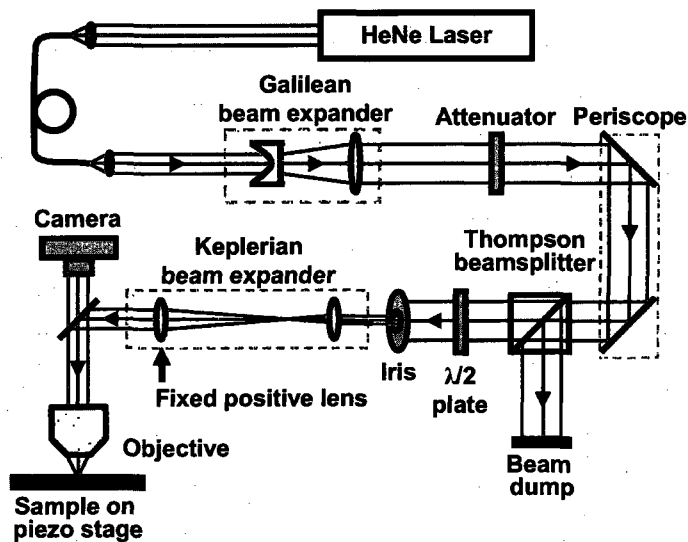 HeNe Laser
Galilean
beam expander
Attenuator
Periscope
Camera
Keplerian
beam expander
Thompson
beamsplitter
Fixed positive lens
Iris
λ/2
plate
Objective
Beam
dump
Sample on
piezo stage